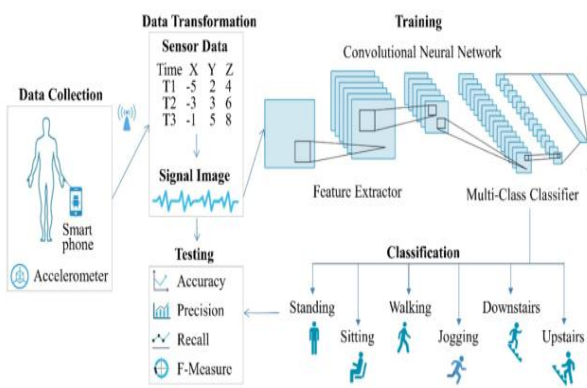 Data Collection
Smart
phone
Accelerometer
Data Transformation
Sensor Data
Time X Y Z
T1 -5 2 4
T2 -3 3 6
T3 -1 5 8
Signal Image
Training
Convolutional Neural Network
Feature Extractor
Multi-Class Classifier
Classification
Standing
Sitting
Walking
Jogging
Downstairs
Upstairs
Testing
Accuracy
Precision
Recall
F-Measure